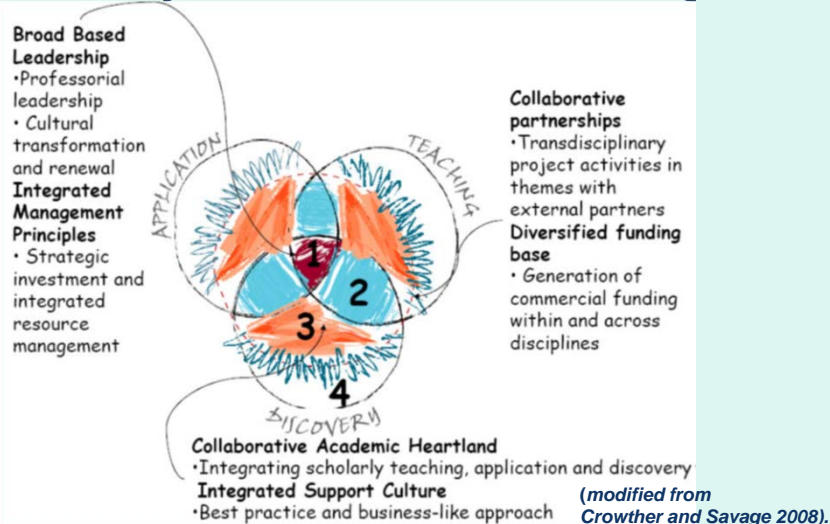 Broad Based
Leadership
•Professorial
leadership
• Cultural
transformation
and renewal
Integrated
Management
Principles
• Strategic
investment and
integrated
resource
management
APPLICATION
TEACHING
1
2
3
4
DISCOVERY
Collaborative
partnerships
•Transdisciplinary
project activities in
themes with
external partners
Diversified funding
base
• Generation of
commercial funding
within and across
disciplines
Collaborative Academic Heartland
•Integrating scholarly teaching, application and discovery
Integrated Support Culture
•Best practice and business-like approach
(modified from
Crowther and Savage 2008).